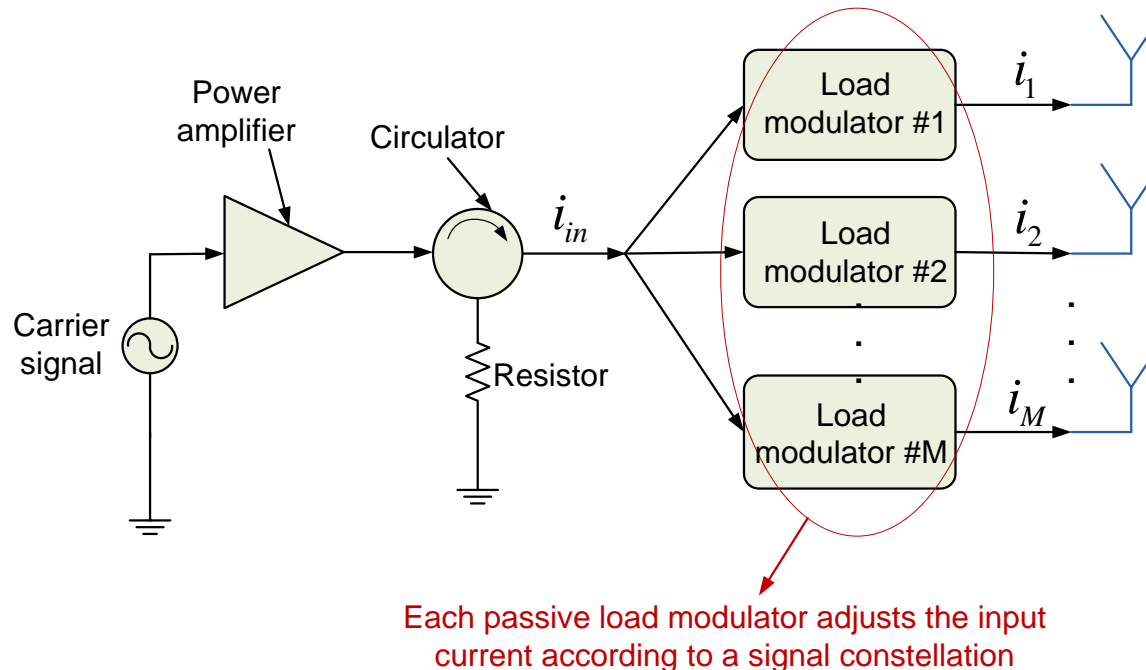 Power
amplifier
Circulator
Carrier
signal
Resistor
i_in
Load
modulator #1
i_1
Load
modulator #2
i_2
Load
modulator #M
i_M
Each passive load modulator adjusts the input
current according to a signal constellation